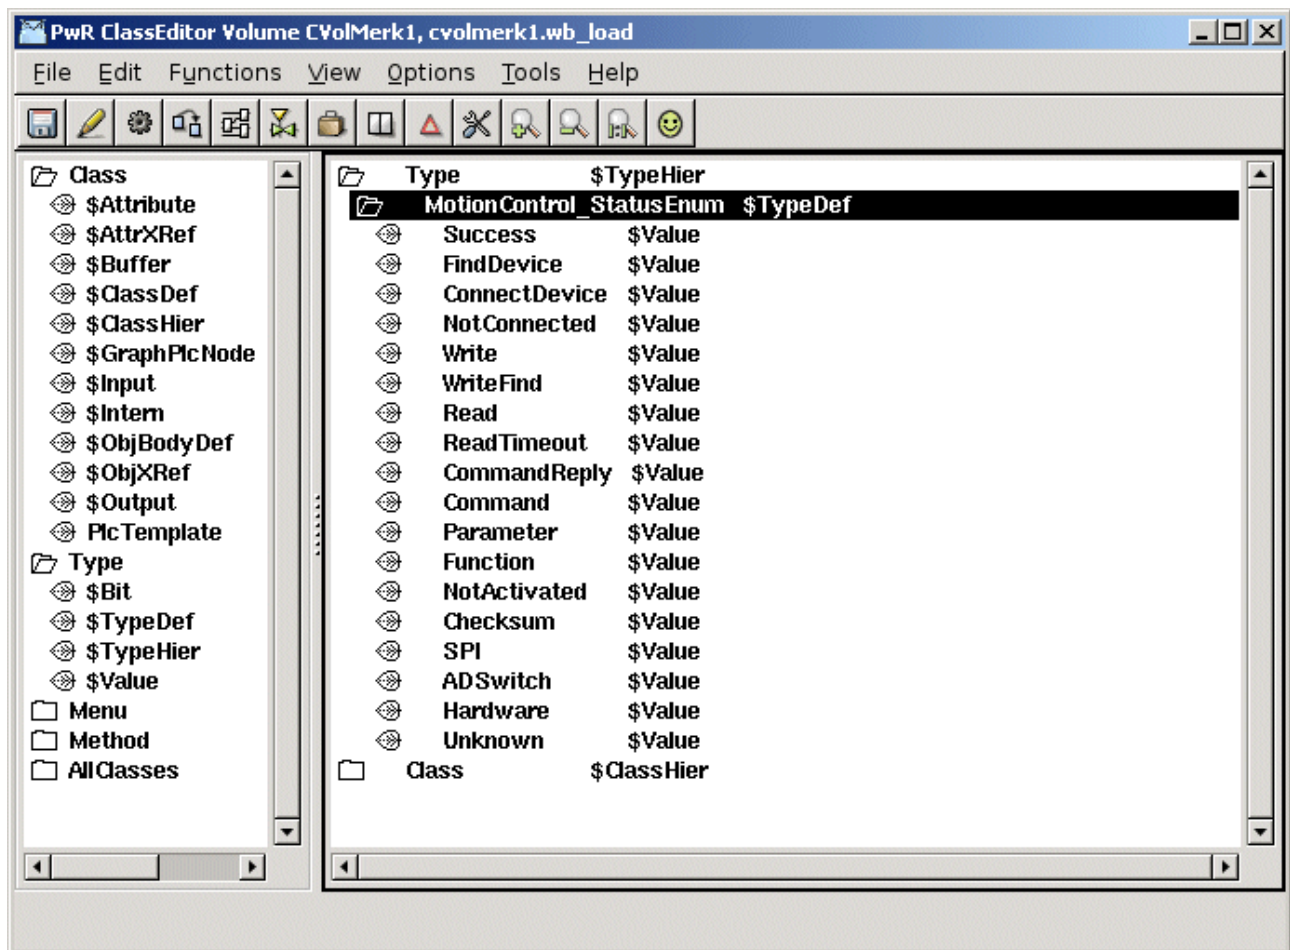 PwR ClassEditor Volume CVolMerk1, cvolmerk1.wb_load
File Edit Functions View Options Tools Help
Class
$Attribute
$AttrXRef
$Buffer
$ClassDef
$ClassHier
$GraphPlcNode
$Input
$Intern
$ObjBodyDef
$ObjXRef
$Output
PlcTemplate
Type
$Bit
$TypeDef
$TypeHier
$Value
Menu
Method
AllClasses
Type $TypeHier
MotionControl_StatusEnum $TypeDef
Success $Value
FindDevice $Value
ConnectDevice $Value
NotConnected $Value
Write $Value
WriteFind $Value
Read $Value
ReadTimeout $Value
CommandReply $Value
Command $Value
Parameter $Value
Function $Value
NotActivated $Value
Checksum $Value
SPI $Value
ADSwitch $Value
Hardware $Value
Unknown $Value
Class $ClassHier